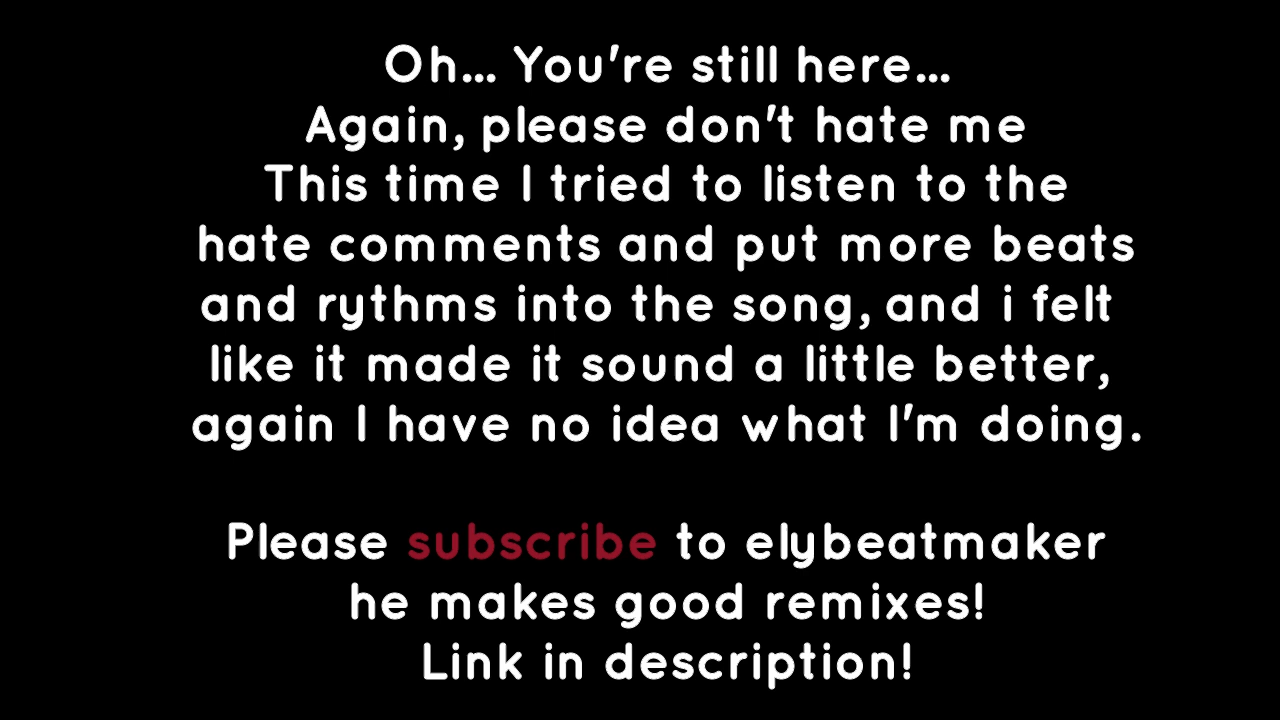 Oh... You're still here...
Again, please don't hate me
This time I tried to listen to the
hate comments and put more beats
and rythms into the song, and i felt
like it made it sound a little better,
again I have no idea what I'm doing.
Please subscribe to elybeatmaker
he makes good remixes!
Link in description!